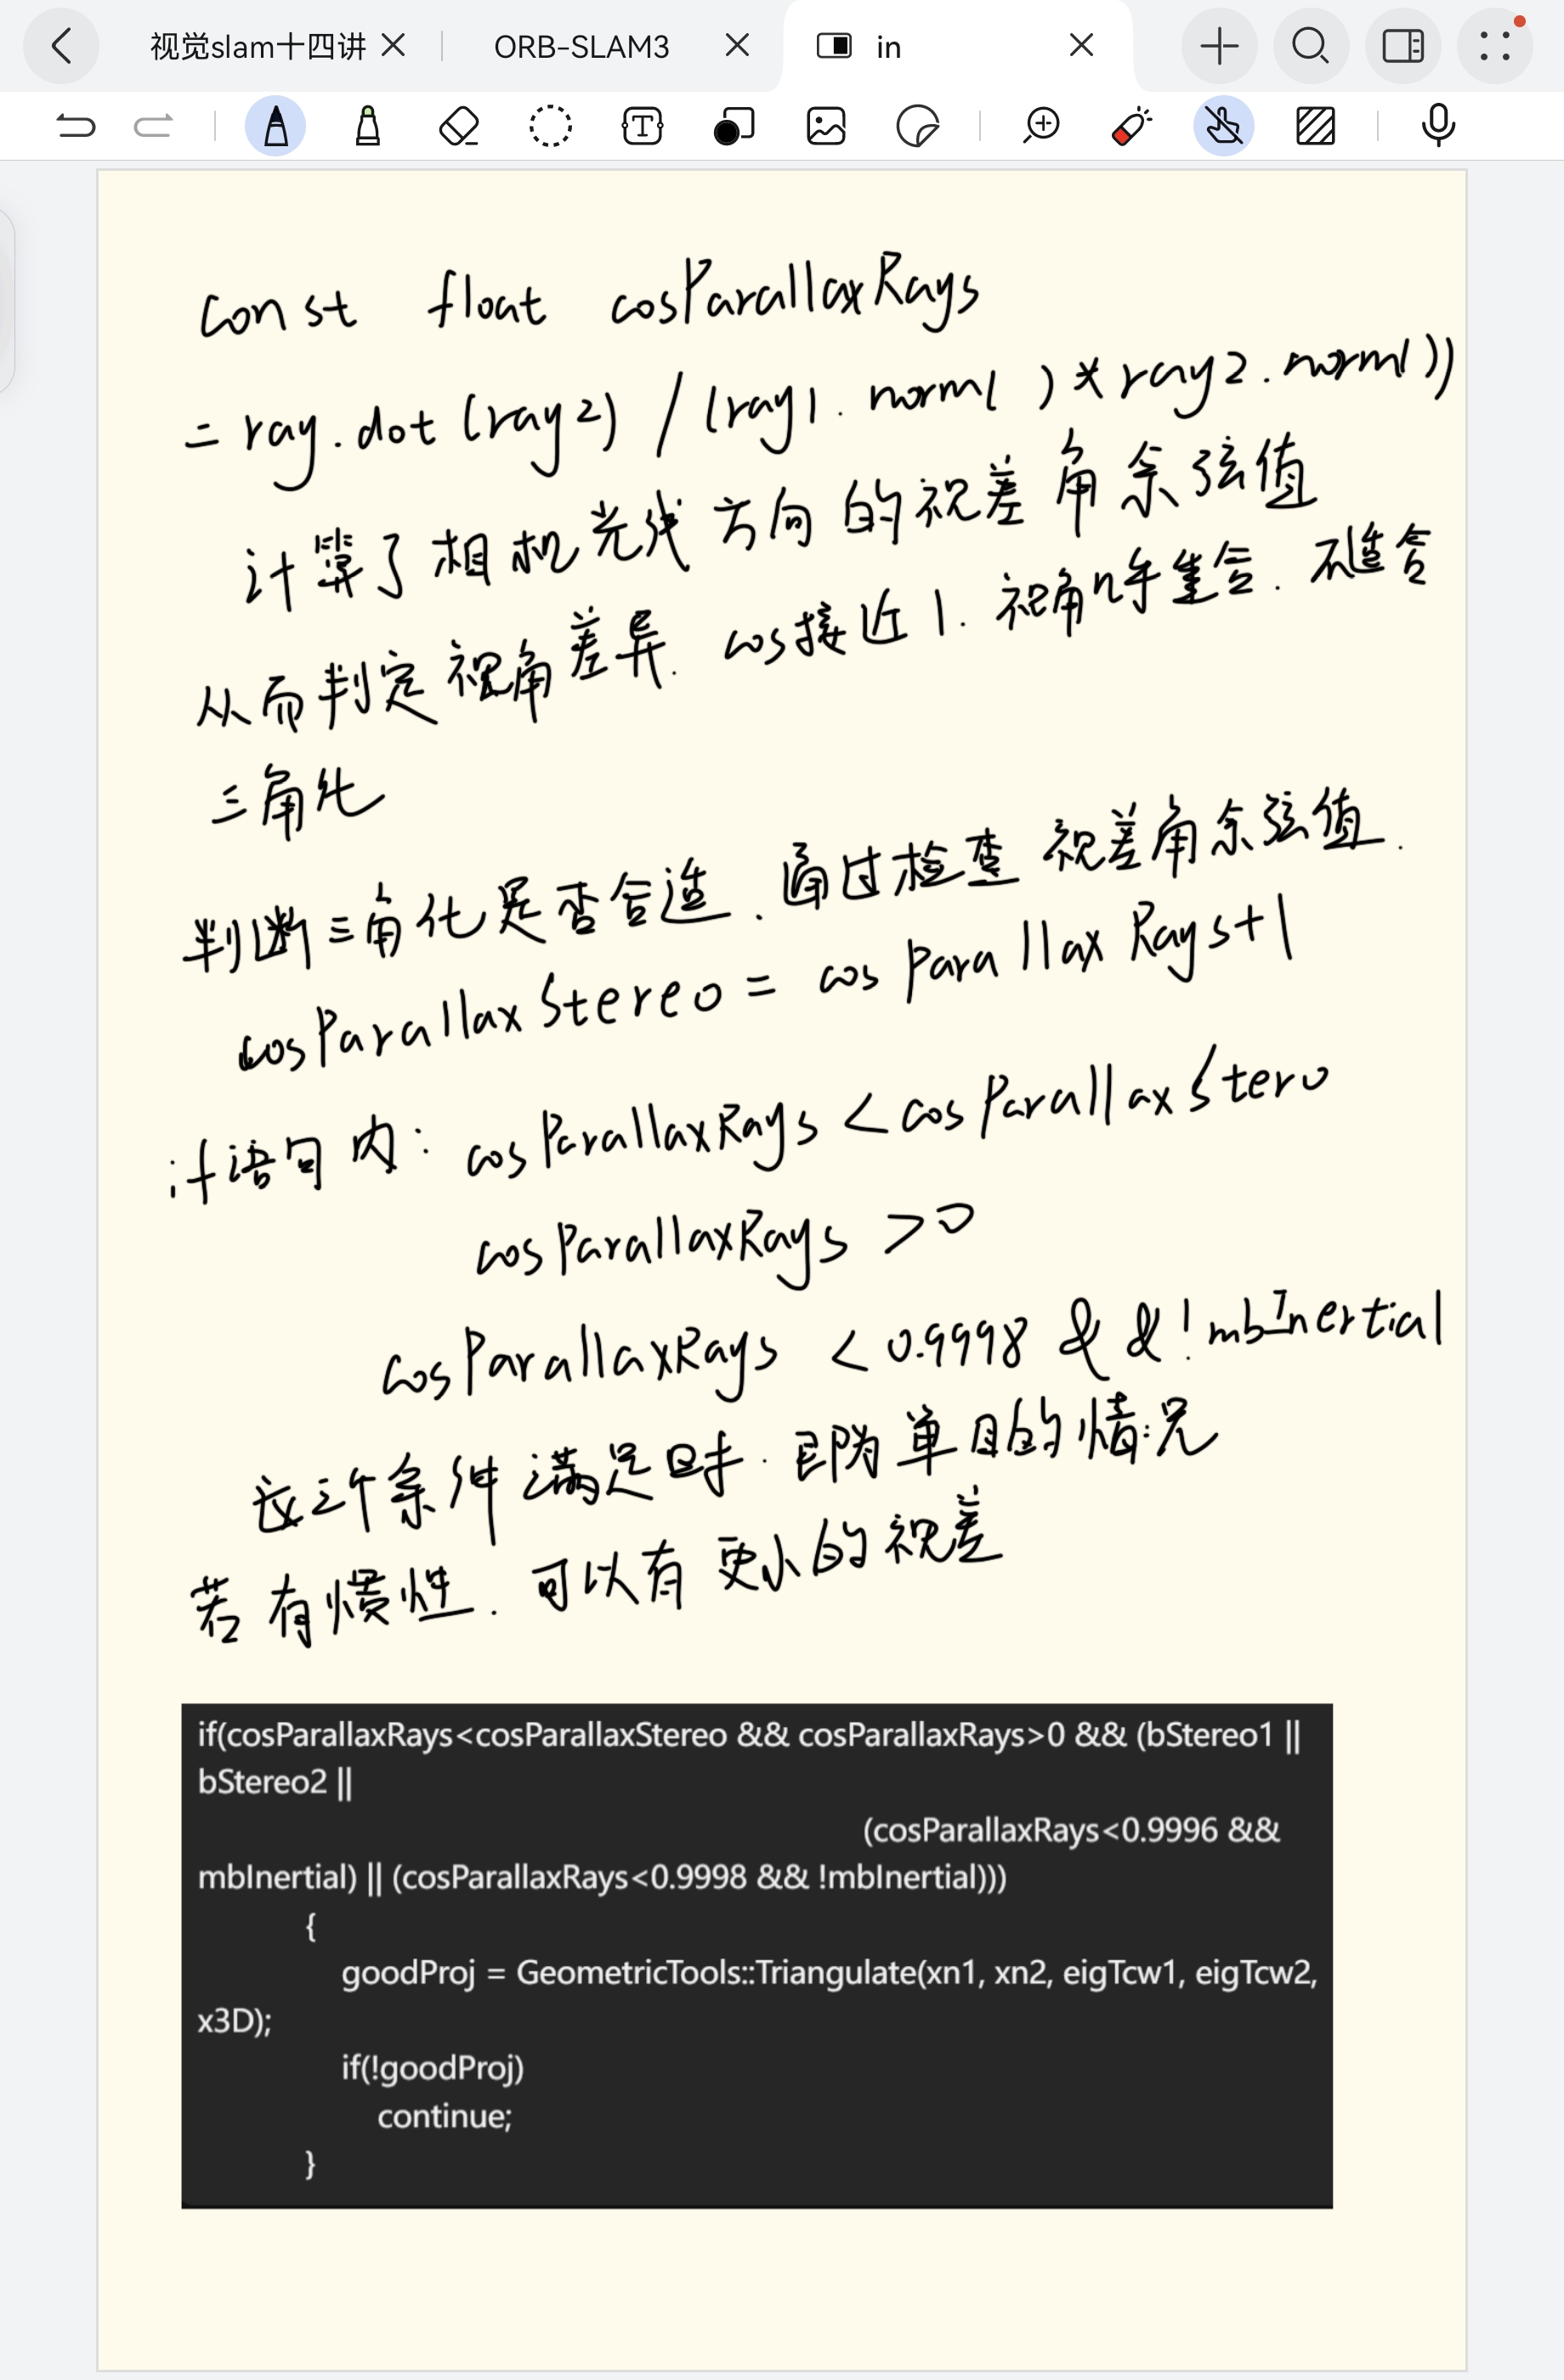 视觉slam十四讲
ORB-SLAM3
in
const float cosParallaxRays
= ray.dot(ray2) / (ray1.norm() * ray2.norm())
计算了相机光线方向的视差角余弦值
从而判定视角差异. cos接近1. 视角几乎重合. 不适合
三角化
判断三角化是否合适. 通过检查视差角余弦值.
cosParallaxStereo = cosParallaxRays+1
if语句内: cosParallaxRays < cosParallaxStero
cosParallaxRays >0
cosParallaxRays < 0.9998 && !mbInertial
这个条件满足时. 即为单目的情况
若有惯性. 可以有更小的视差
if(cosParallaxRays<cosParallaxStereo && cosParallaxRays>0 && (bStereo1 ||
bStereo2 ||
(cosParallaxRays<0.9996 &&
mbInertial) || (cosParallaxRays<0.9998 && !mbInertial)))
{
goodProj = GeometricTools::Triangulate(xn1, xn2, eigTcw1, eigTcw2,
x3D);
if(!goodProj)
continue;
}